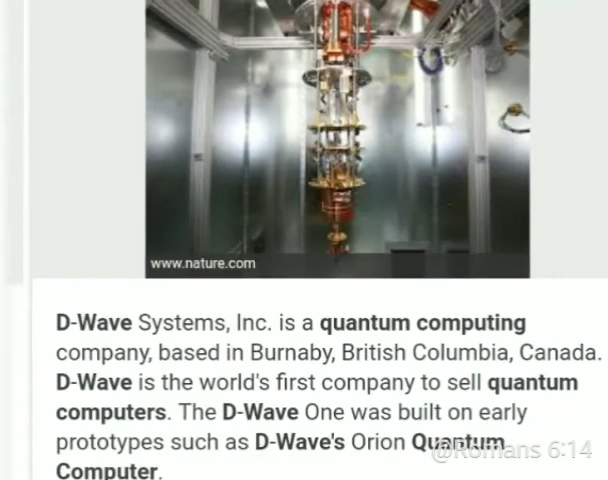 www.nature.com
D-Wave Systems, Inc. is a quantum computing
company, based in Burnaby, British Columbia, Canada.
D-Wave is the world's first company to sell quantum
computers. The D-Wave One was built on early
prototypes such as D-Wave's Orion Quantum
@Romans 6:14
Computer.